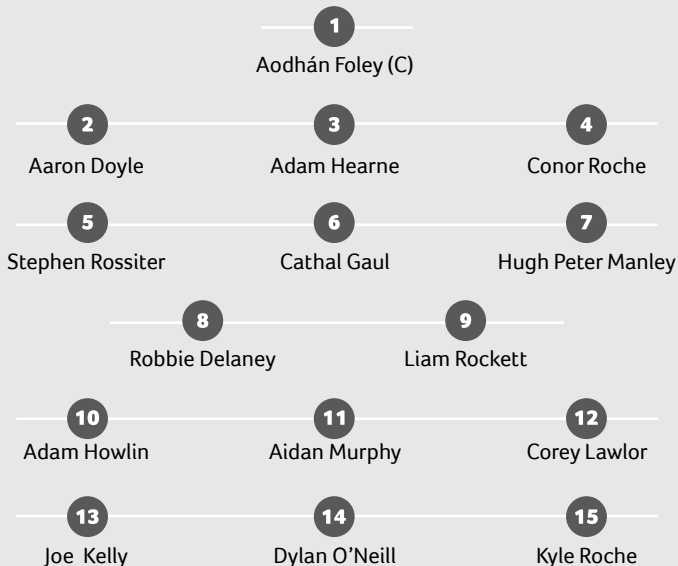 1
Aodhán Foley (C)
2 3 4
Aaron Doyle Adam Hearne Conor Roche
5 6 7
Stephen Rossiter Cathal Gaul Hugh Peter Manley
8 9
Robbie Delaney Liam Rockett
10 11 12
Adam Howlin Aidan Murphy Corey Lawlor
13 14 15
Joe Kelly Dylan O’Neill Kyle Roche